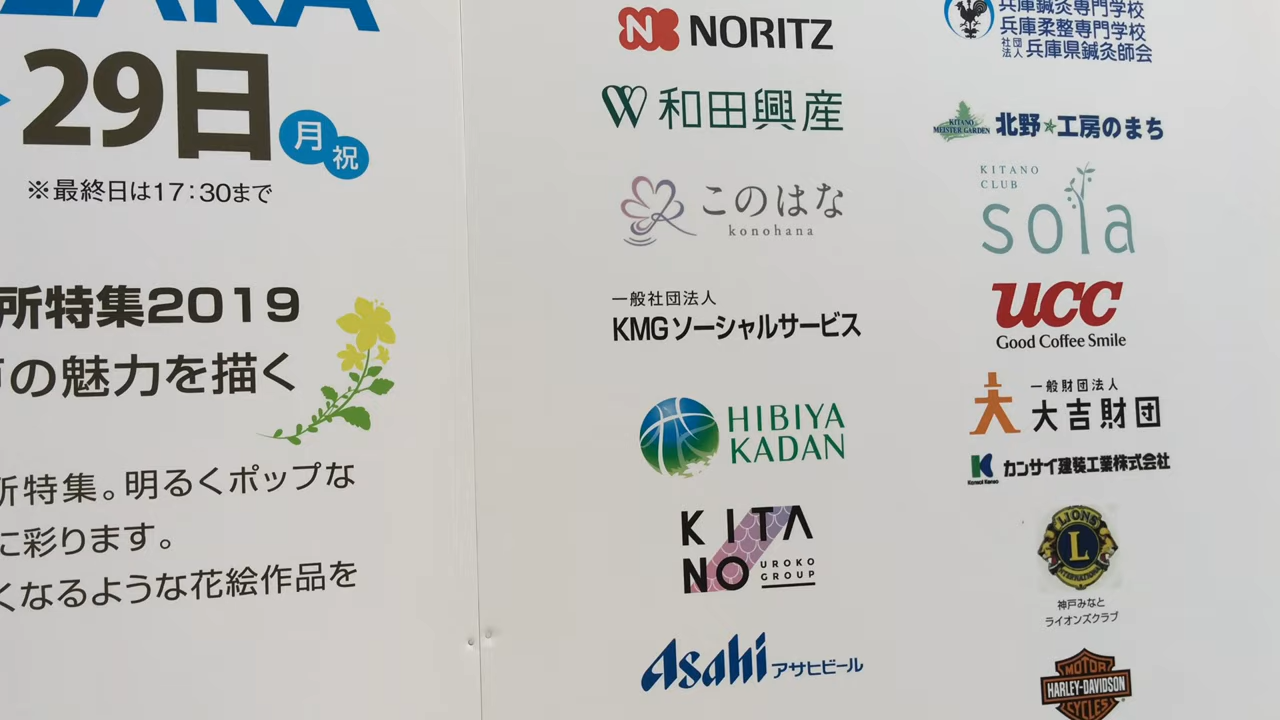 29日
月
祝
※最終日は17：30まで
所特集2019
の魅力を描く
所特集。明るくポップな
に彩ります。
くなるような花絵作品を
NORITZ
和田興産
このはな
konohana
一般社団法人
KMGソーシャルサービス
HIBIYA
KADAN
KITA
NO
UROKO
GROUP
Asahi アサヒビール
兵庫鍼灸専門学校
兵庫柔整専門学校
社団法人 兵庫県鍼灸師会
KITANO
MEISTER GARDEN
北野★工房のまち
KITANO
CLUB
sola
UCC
Good Coffee Smile
一般財団法人
大吉財団
Kansai Kenso
カンサイ建装工業株式会社
LIONS
L
INTERNATIONAL
神戸みなと
ライオンズクラブ
MOTOR
HARLEY-DAVIDSON
CYCLES